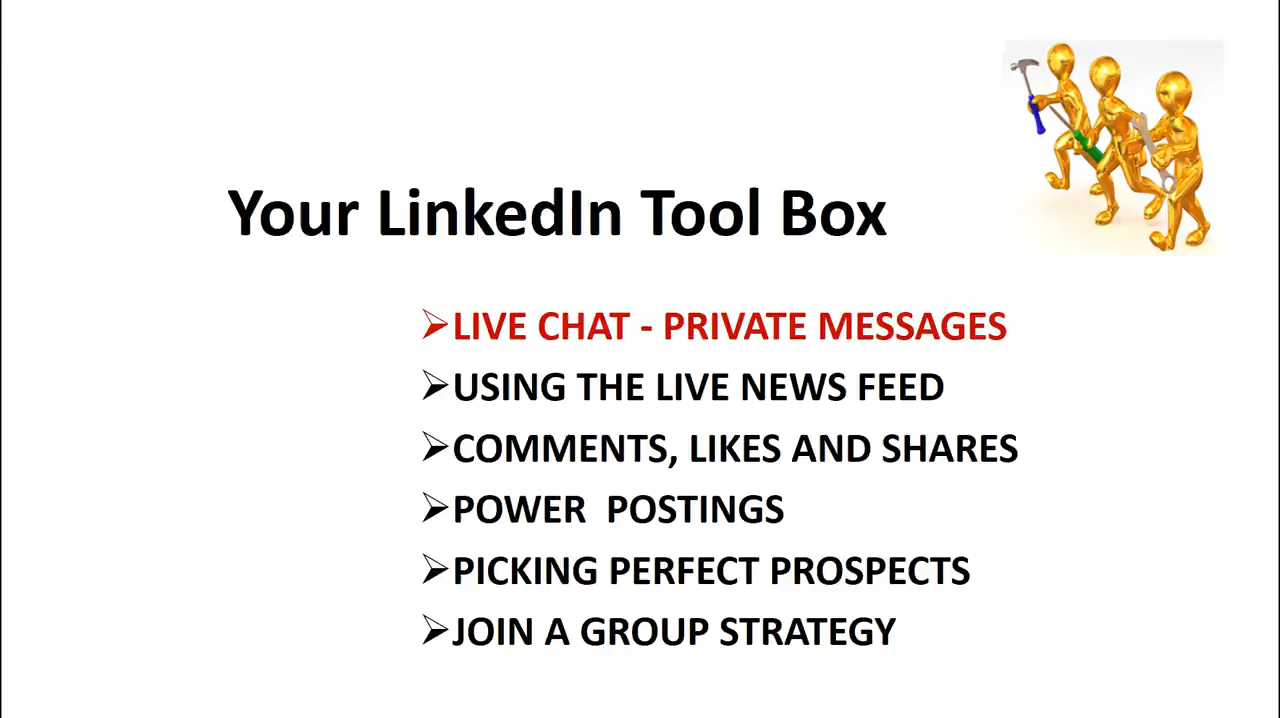 Your LinkedIn Tool Box
➢LIVE CHAT - PRIVATE MESSAGES
➢USING THE LIVE NEWS FEED
➢COMMENTS, LIKES AND SHARES
➢POWER  POSTINGS
➢PICKING PERFECT PROSPECTS
➢JOIN A GROUP STRATEGY